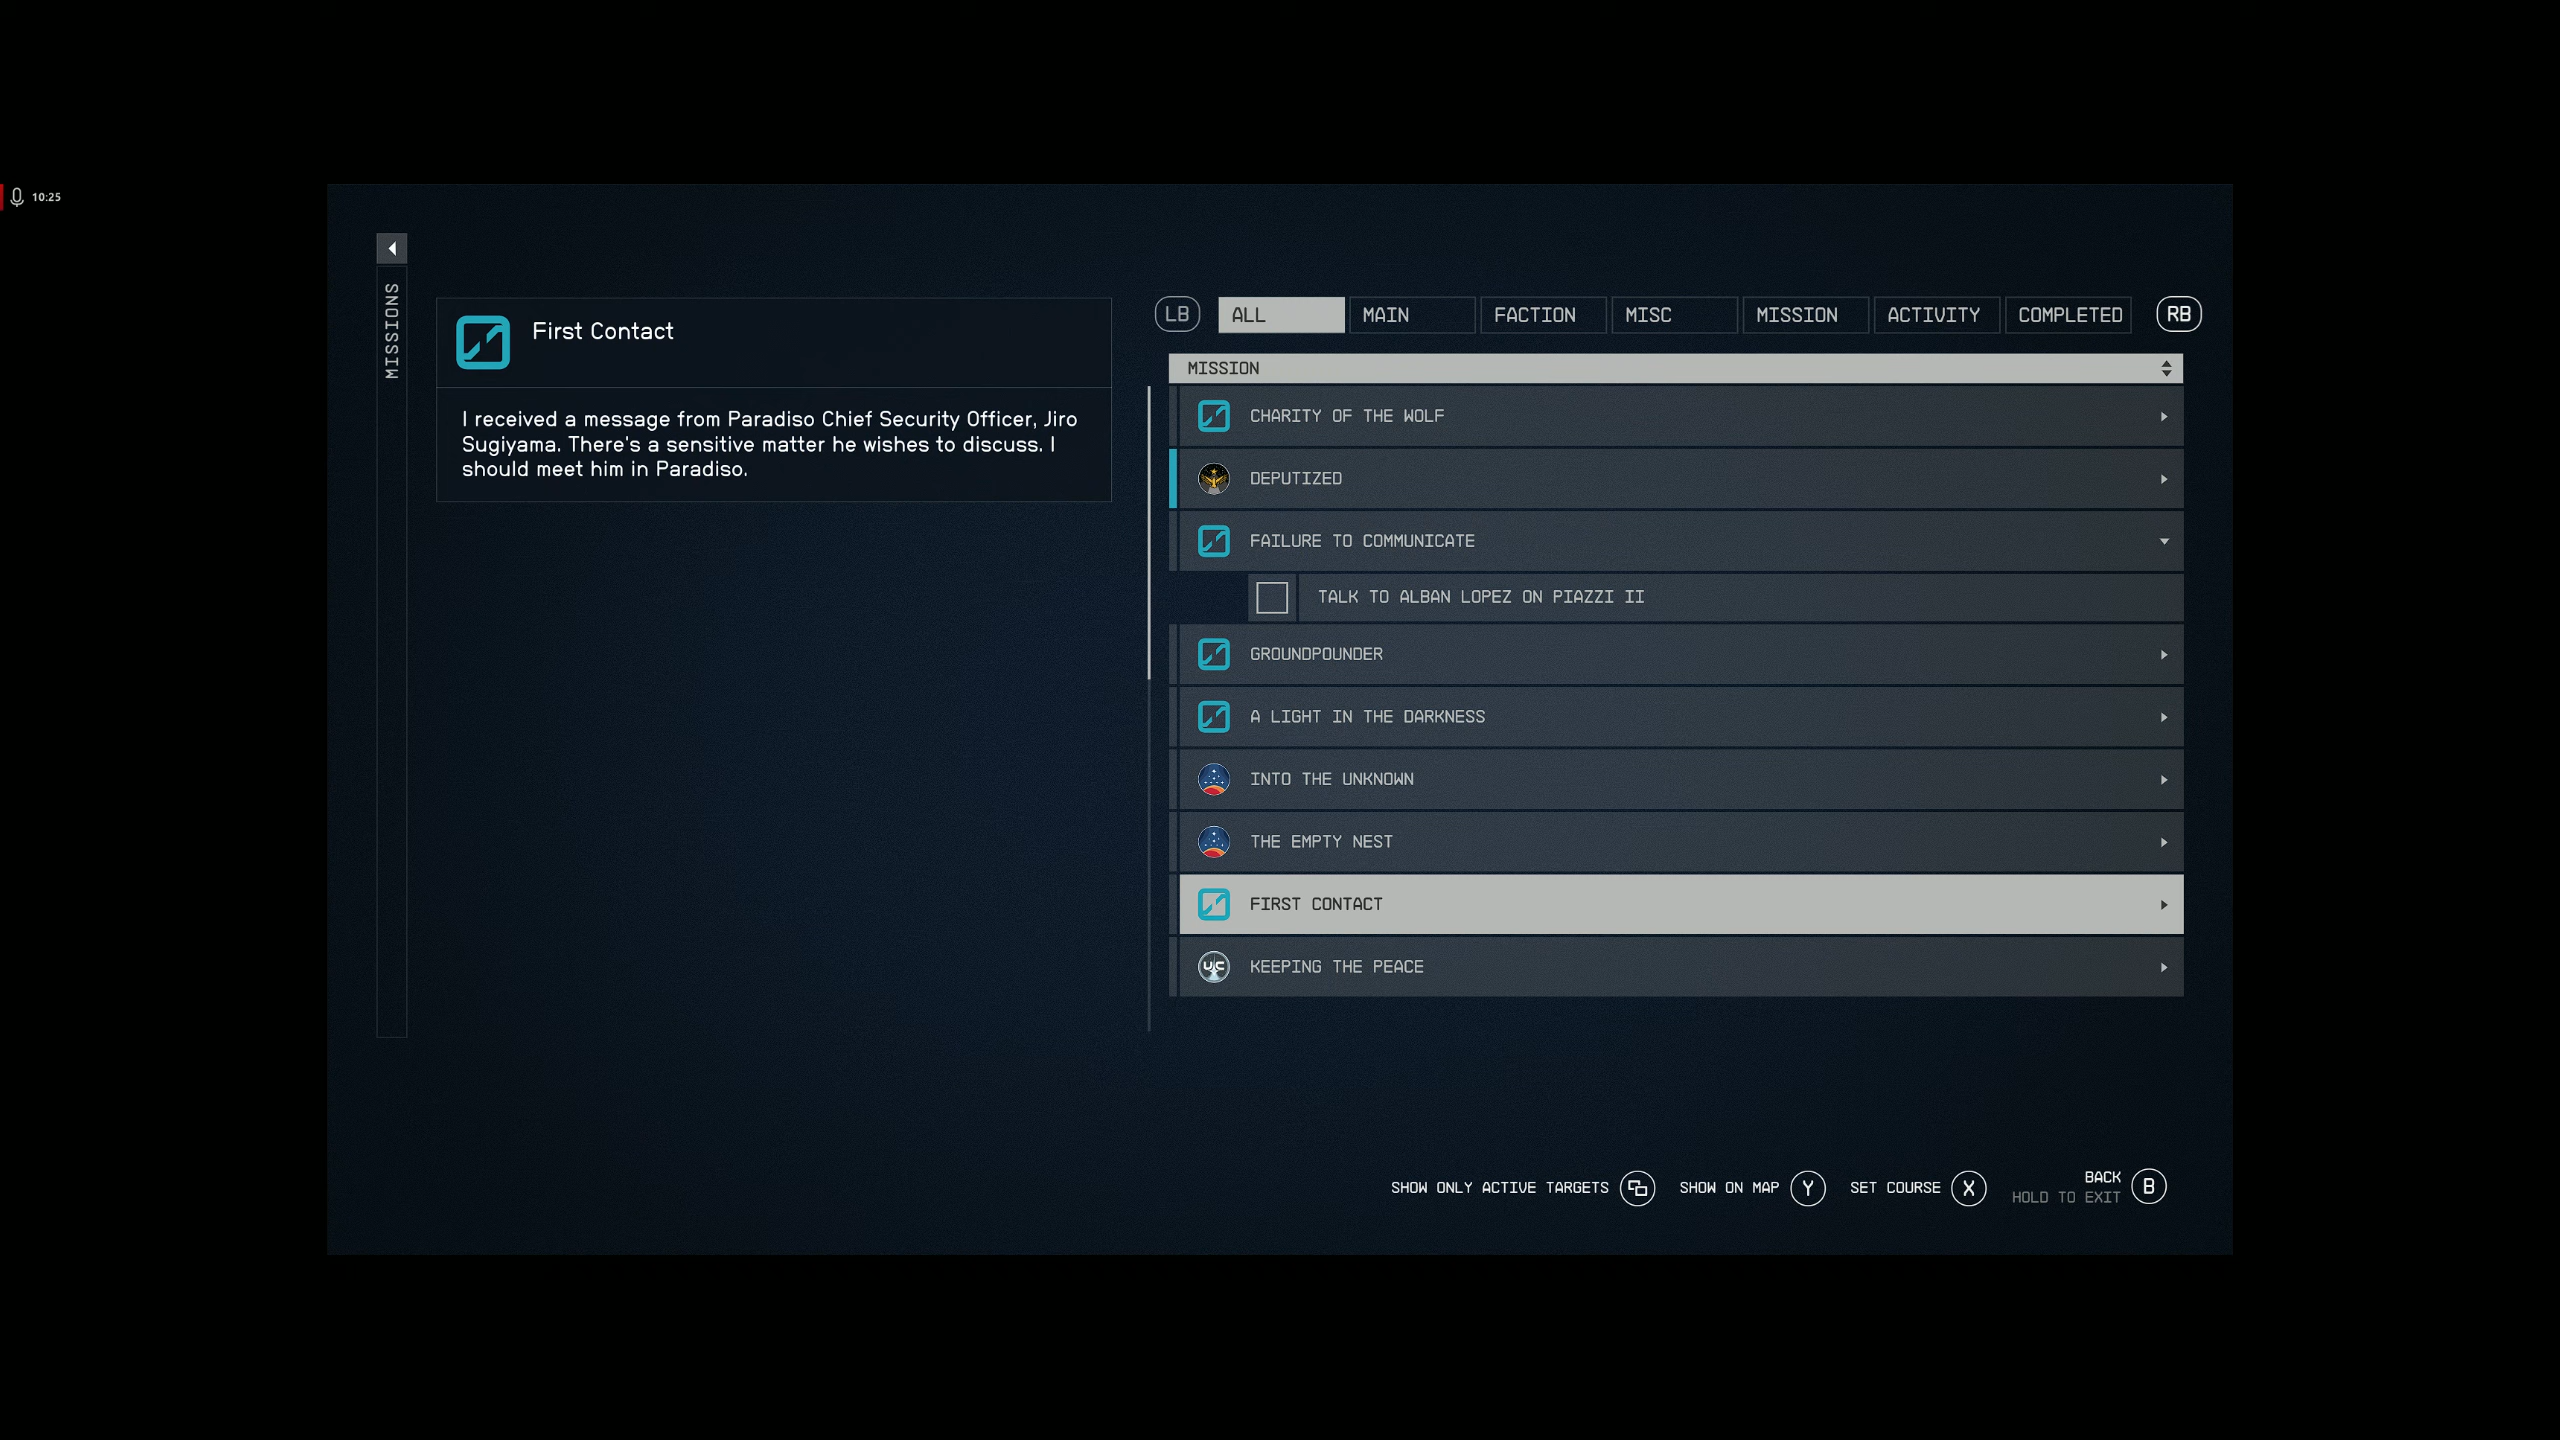 10:25
MISSIONS
First Contact
I received a message from Paradiso Chief Security Officer, Jiro
Sugiyama. There's a sensitive matter he wishes to discuss. I
should meet him in Paradiso.
LB ALL MAIN FACTION MISC MISSION ACTIVITY COMPLETED RB
MISSION
CHARITY OF THE WOLF
DEPUTIZED
FAILURE TO COMMUNICATE
TALK TO ALBAN LOPEZ ON PIAZZI II
GROUNDPOUNDER
A LIGHT IN THE DARKNESS
INTO THE UNKNOWN
THE EMPTY NEST
FIRST CONTACT
UC KEEPING THE PEACE
SHOW ONLY ACTIVE TARGETS SHOW ON MAP Y SET COURSE X BACK B
HOLD TO EXIT